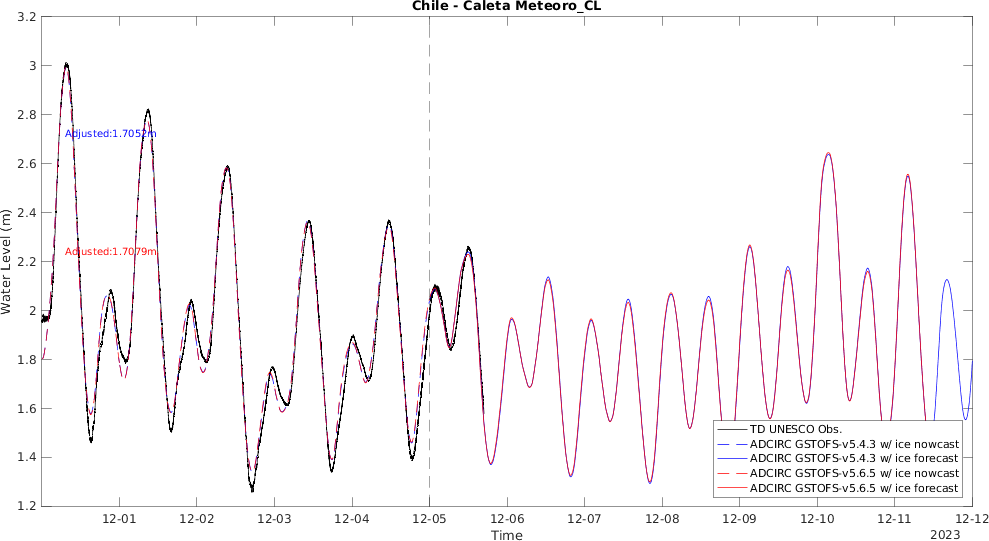 Chile - Caleta Meteoro_CL
3.2
3
2.8
2.6
2.4
2.2
2
1.8
1.6
1.4
1.2
Water Level (m)
Adjusted:1.7052m
Adjusted:1.7079m
TD UNESCO Obs.
ADCIRC GSTOFS-v5.4.3 w/ ice nowcast
ADCIRC GSTOFS-v5.4.3 w/ ice forecast
ADCIRC GSTOFS-v5.6.5 w/ ice nowcast
ADCIRC GSTOFS-v5.6.5 w/ ice forecast
12-01 12-02 12-03 12-04 12-05 12-06 12-07 12-08 12-09 12-10 12-11 12-12
Time
2023